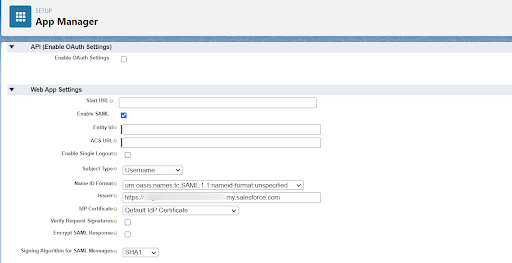 SETUP
App Manager
API (Enable OAuth Settings)
Enable OAuth Settings
Web App Settings
Start URL
Enable SAML
Entity Id
ACS URL
Enable Single Logout
Subject Type Username
Name ID Format urn:oasis:names:tc:SAML:1.1:nameid-format:unspecified
Issuer https:// my.salesforce.com
IdP Certificate Default IdP Certificate
Verify Request Signatures
Encrypt SAML Response
Signing Algorithm for SAML Messages SHA1